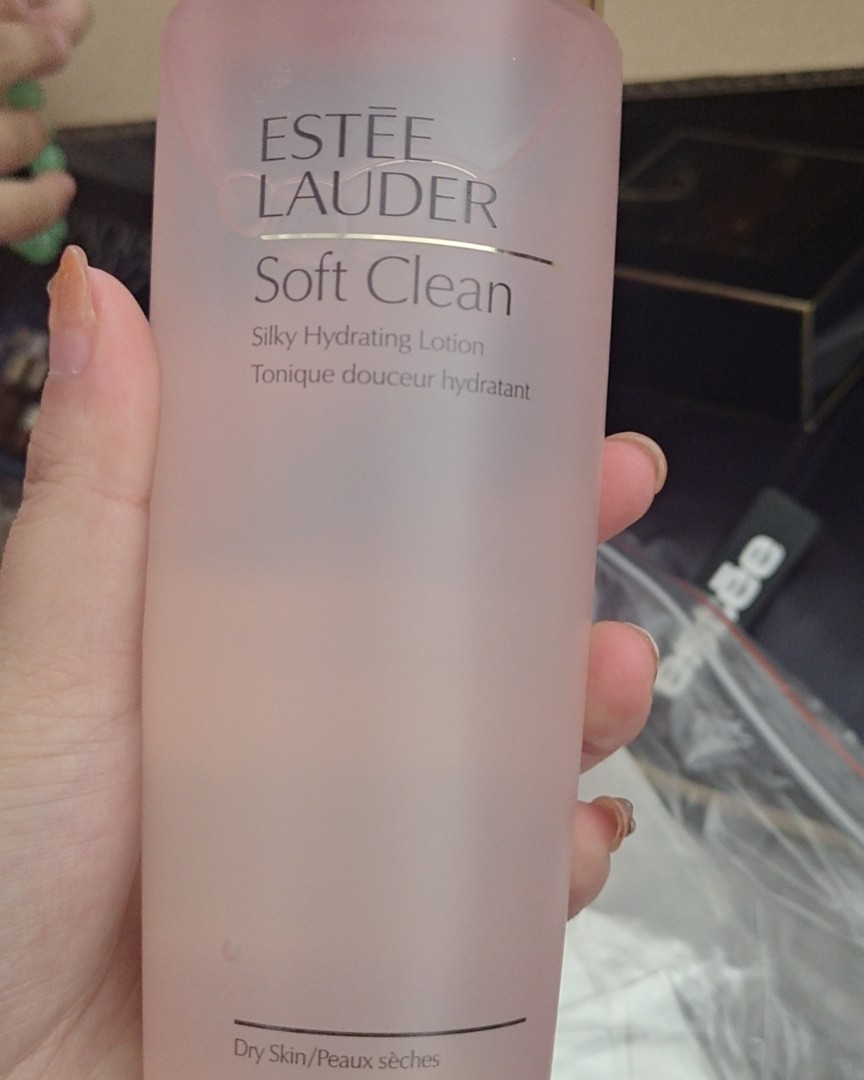 ESTĒE
LAUDER
Soft Clean
Silky Hydrating Lotion
Tonique douceur hydratant
Dry Skin/Peaux sèches